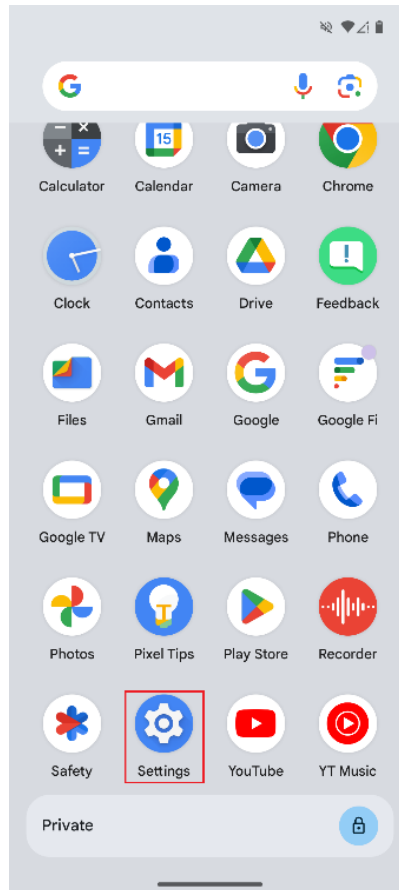 15
Calculator Calendar Camera Chrome
Clock Contacts Drive Feedback
Files Gmail Google Google Fi
Google TV Maps Messages Phone
Photos Pixel Tips Play Store Recorder
Safety Settings YouTube YT Music
Private